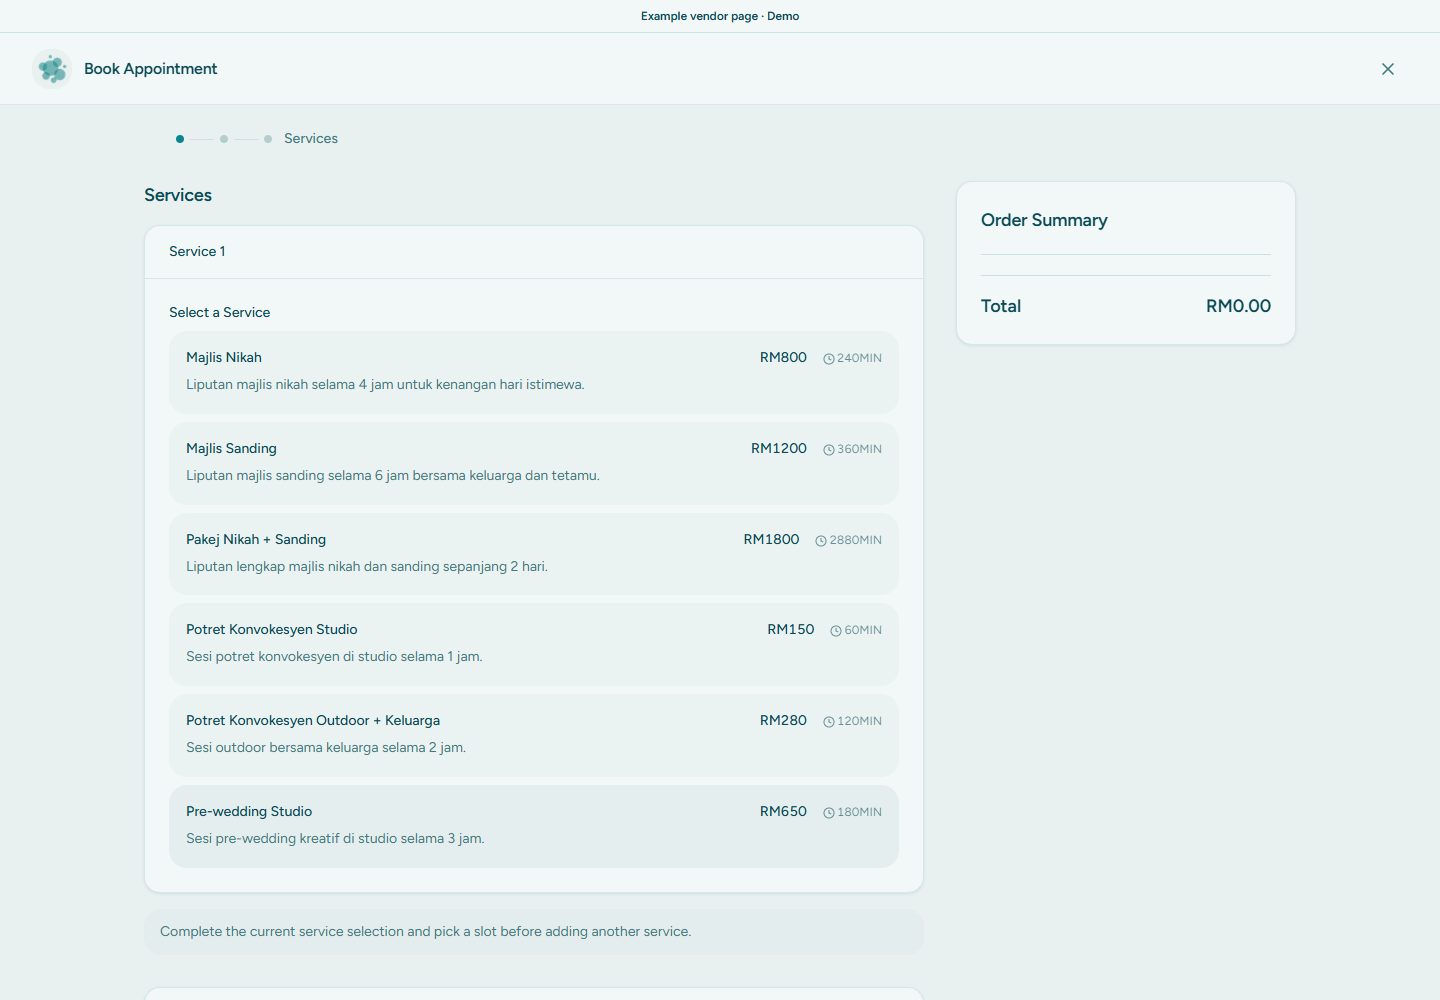 Example vendor page · Demo
Book Appointment
Services
Services
Service 1
Select a Service
Majlis Nikah RM800 240MIN
Liputan majlis nikah selama 4 jam untuk kenangan hari istimewa.
Majlis Sanding RM1200 360MIN
Liputan majlis sanding selama 6 jam bersama keluarga dan tetamu.
Pakej Nikah + Sanding RM1800 2880MIN
Liputan lengkap majlis nikah dan sanding sepanjang 2 hari.
Potret Konvokesyen Studio RM150 60MIN
Sesi potret konvokesyen di studio selama 1 jam.
Potret Konvokesyen Outdoor + Keluarga RM280 120MIN
Sesi outdoor bersama keluarga selama 2 jam.
Pre-wedding Studio RM650 180MIN
Sesi pre-wedding kreatif di studio selama 3 jam.
Complete the current service selection and pick a slot before adding another service.
Order Summary
Total RM0.00